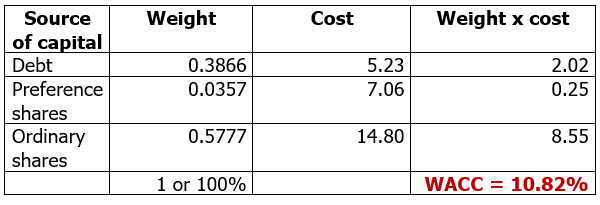 Source of capital Weight Cost Weight x cost
Debt 0.3866 5.23 2.02
Preference shares 0.0357 7.06 0.25
Ordinary shares 0.5777 14.80 8.55
1 or 100% WACC = 10.82%